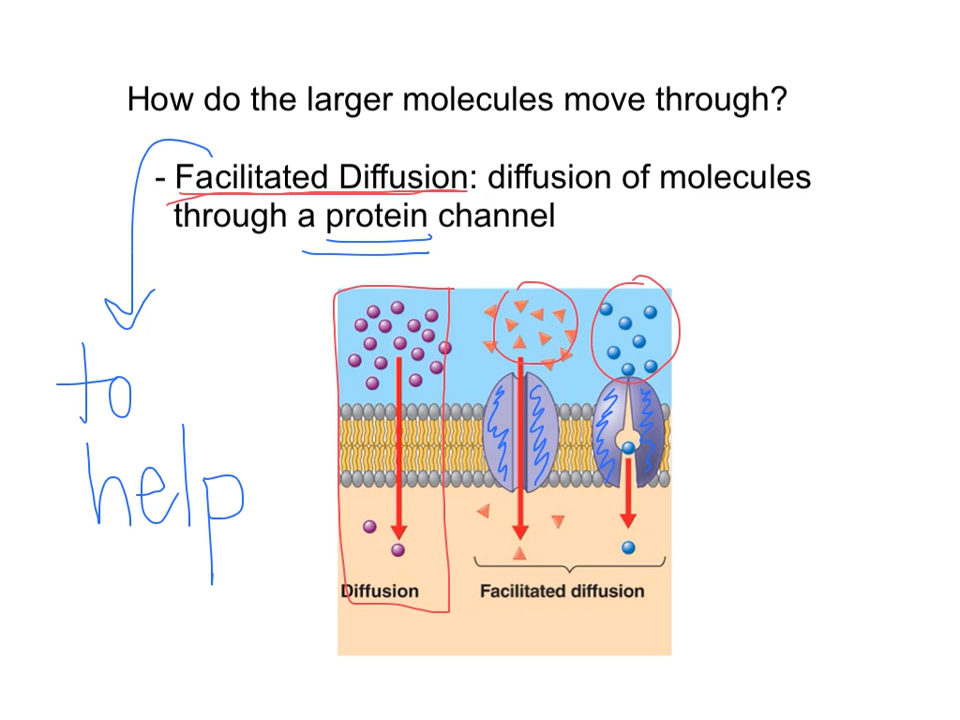 How do the larger molecules move through?
- Facilitated Diffusion: diffusion of molecules
through a protein channel
to
help
Diffusion
Facilitated diffusion